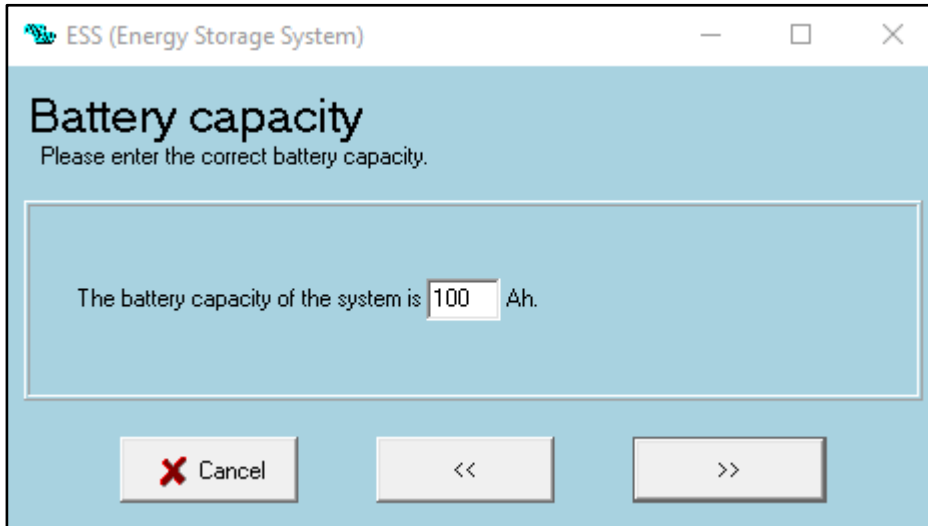 ESS (Energy Storage System)
Battery capacity
Please enter the correct battery capacity.
The battery capacity of the system is 100 Ah.
Cancel
<<
>>